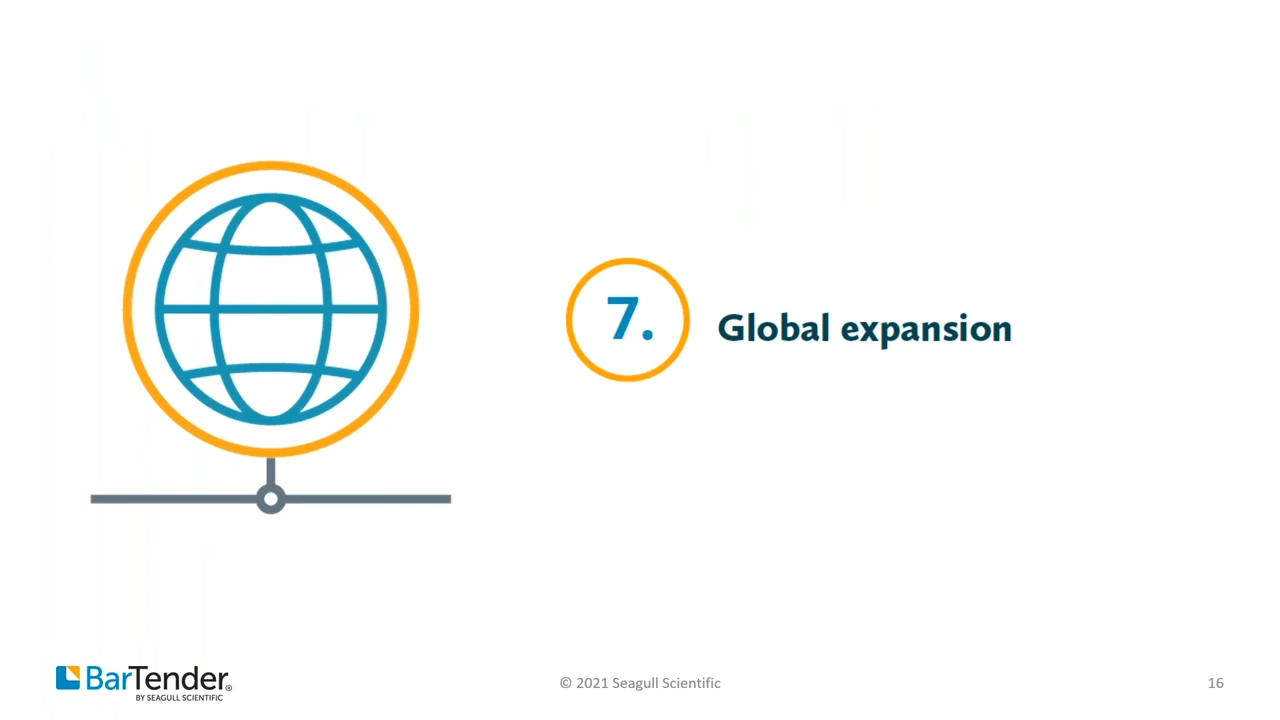 7.
Global expansion
BarTender®
BY SEAGULL SCIENTIFIC
© 2021 Seagull Scientific
16